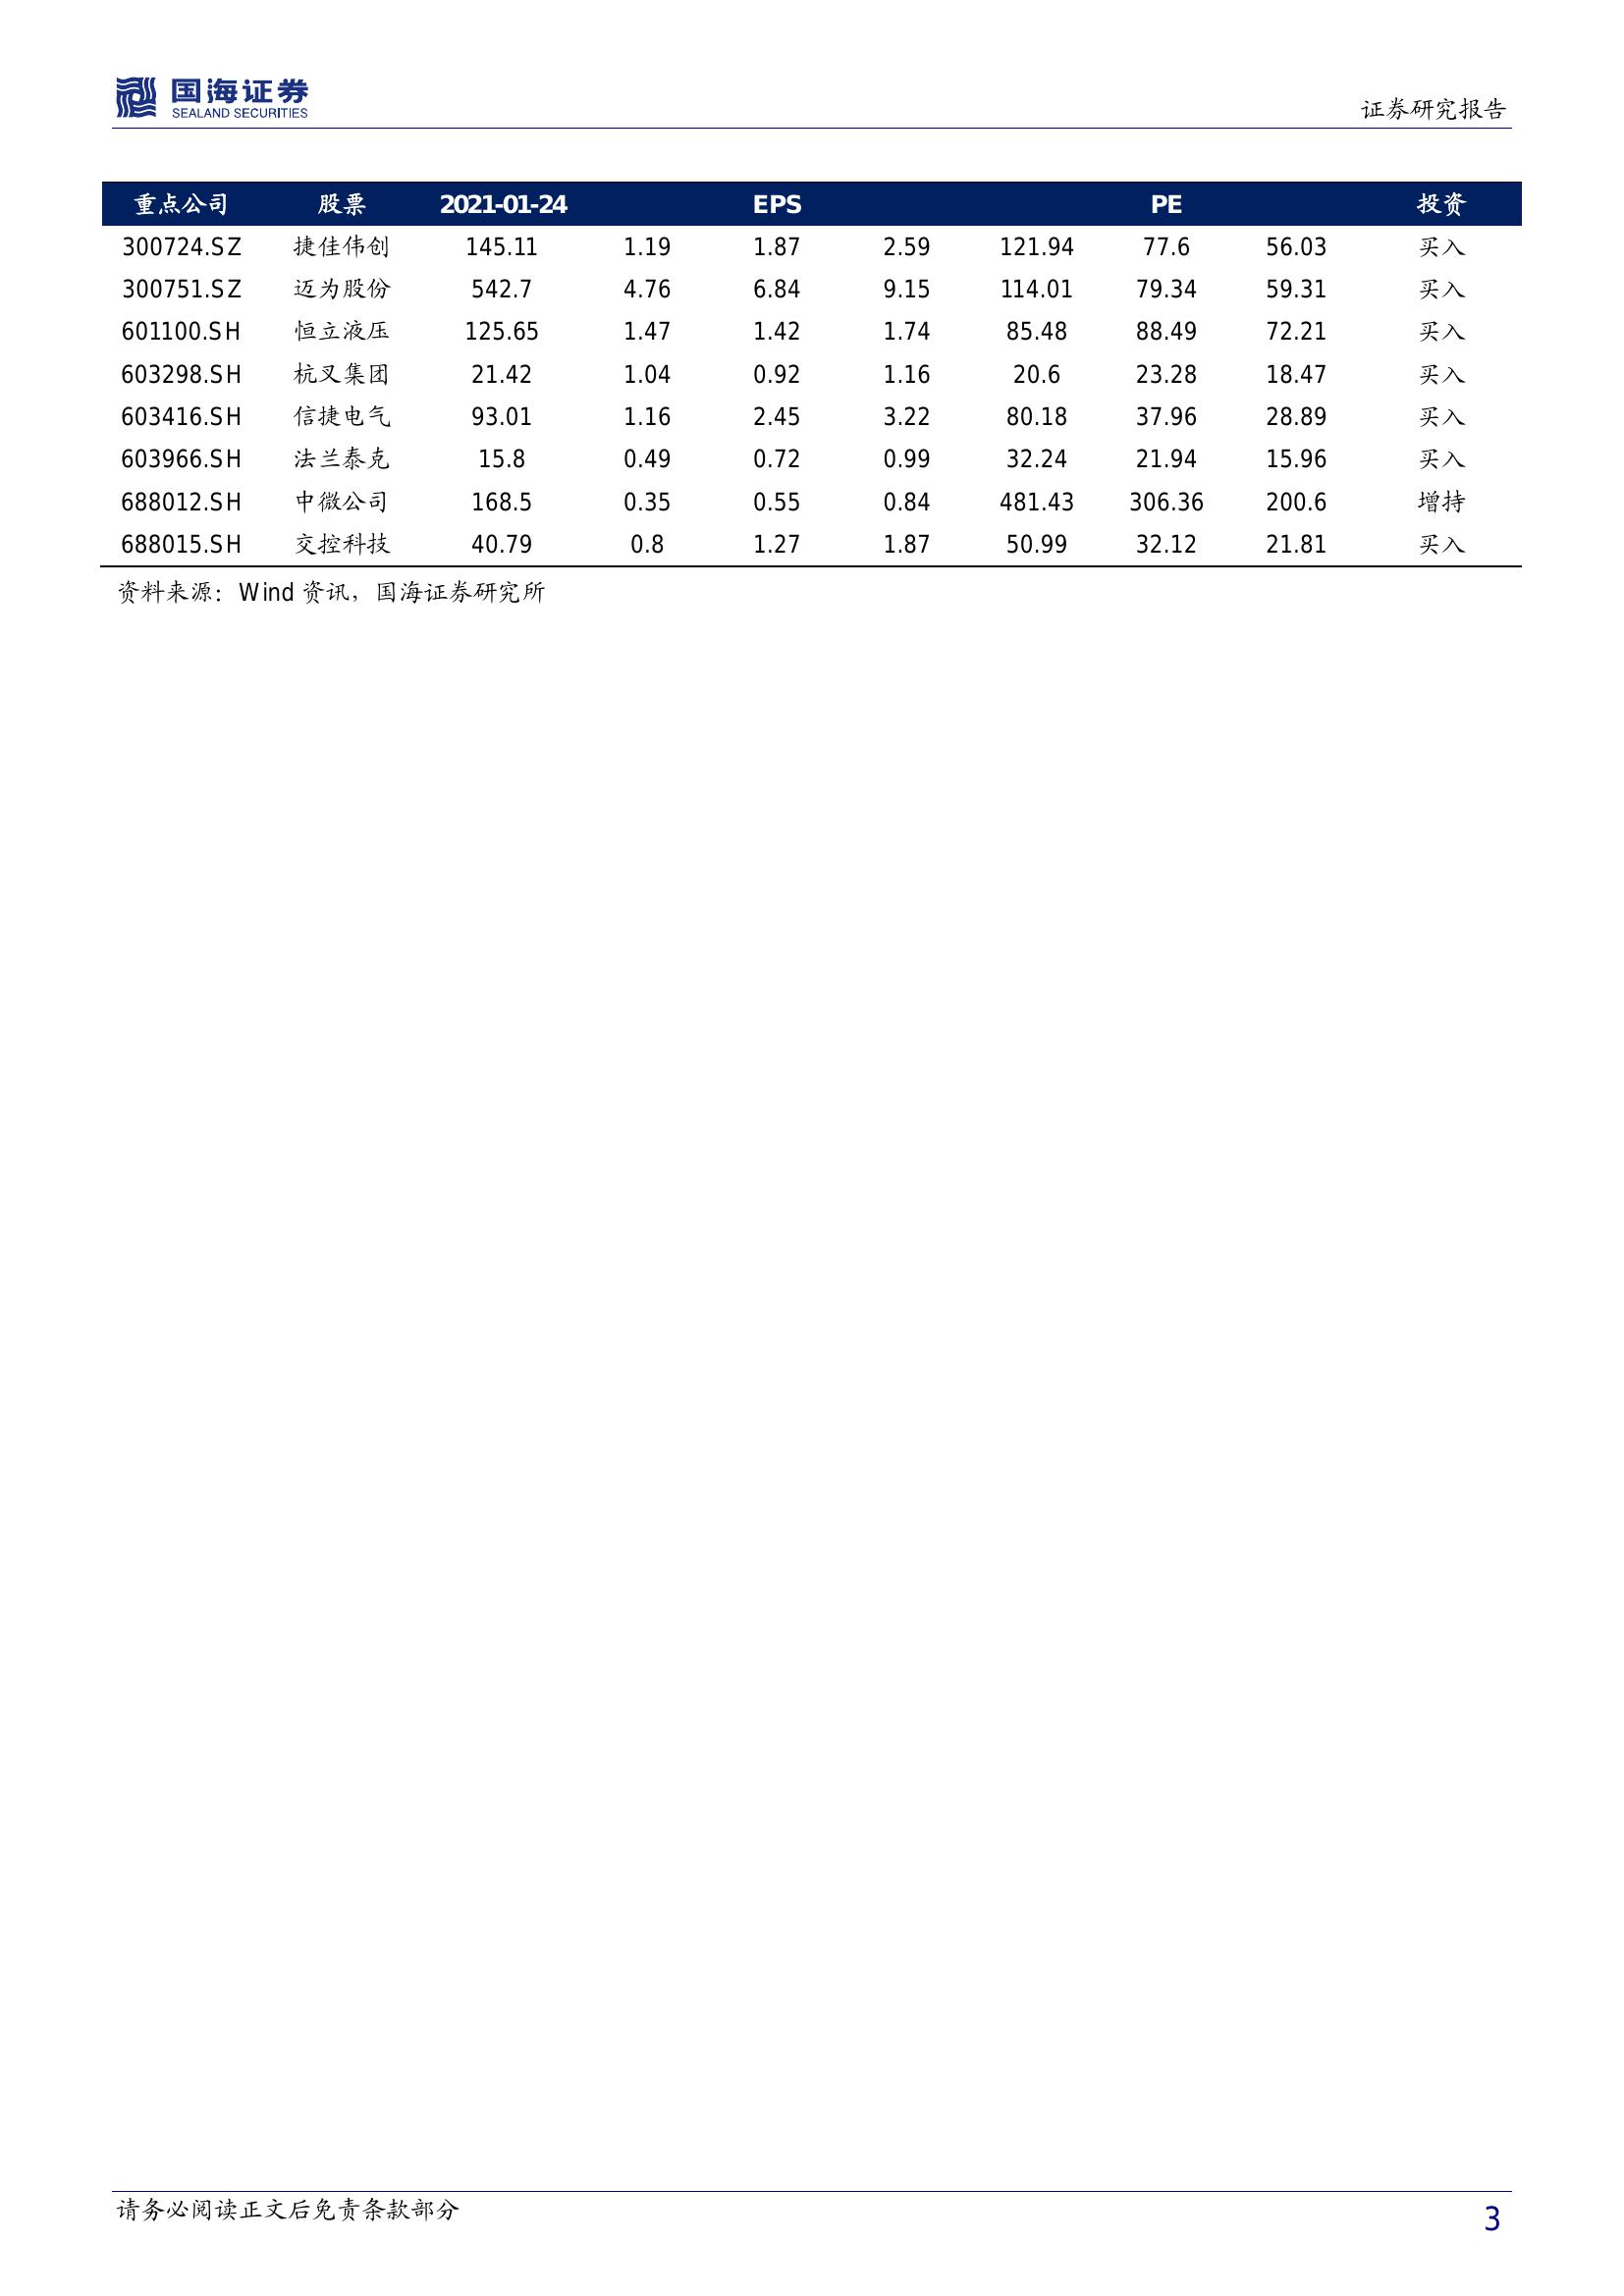 国海证券
SEALAND SECURITIES
证券研究报告
重点公司 股票 2021-01-24 EPS PE 投资
300724.SZ 捷佳伟创 145.11 1.19 1.87 2.59 121.94 77.6 56.03 买入
300751.SZ 迈为股份 542.7 4.76 6.84 9.15 114.01 79.34 59.31 买入
601100.SH 恒立液压 125.65 1.47 1.42 1.74 85.48 88.49 72.21 买入
603298.SH 杭叉集团 21.42 1.04 0.92 1.16 20.6 23.28 18.47 买入
603416.SH 信捷电气 93.01 1.16 2.45 3.22 80.18 37.96 28.89 买入
603966.SH 法兰泰克 15.8 0.49 0.72 0.99 32.24 21.94 15.96 买入
688012.SH 中微公司 168.5 0.35 0.55 0.84 481.43 306.36 200.6 增持
688015.SH 交控科技 40.79 0.8 1.27 1.87 50.99 32.12 21.81 买入
资料来源：Wind 资讯，国海证券研究所
请务必阅读正文后免责条款部分
3